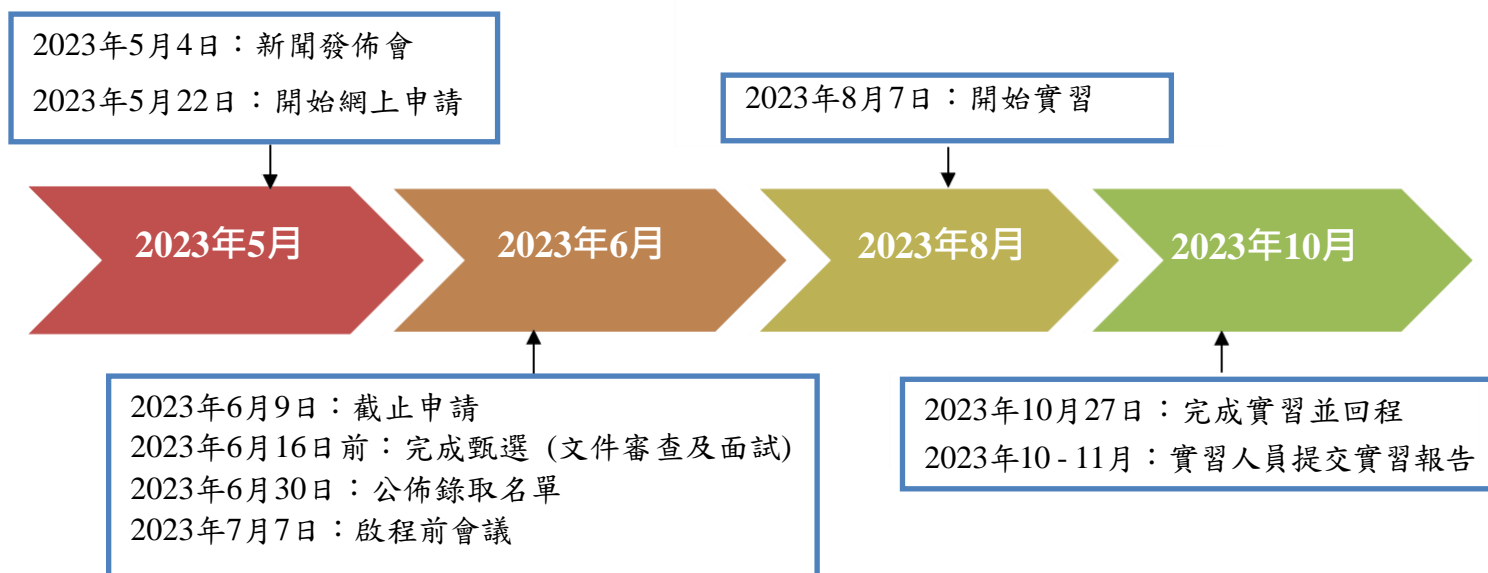 2023年5月4日：新聞發佈會
2023年5月22日：開始網上申請
2023年8月7日：開始實習
2023年5月
2023年6月
2023年8月
2023年10月
2023年6月9日：截止申請
2023年6月16日前：完成甄選 (文件審查及面試)
2023年6月30日：公佈錄取名單
2023年7月7日：啟程前會議
2023年10月27日：完成實習並回程
2023年10 - 11月：實習人員提交實習報告